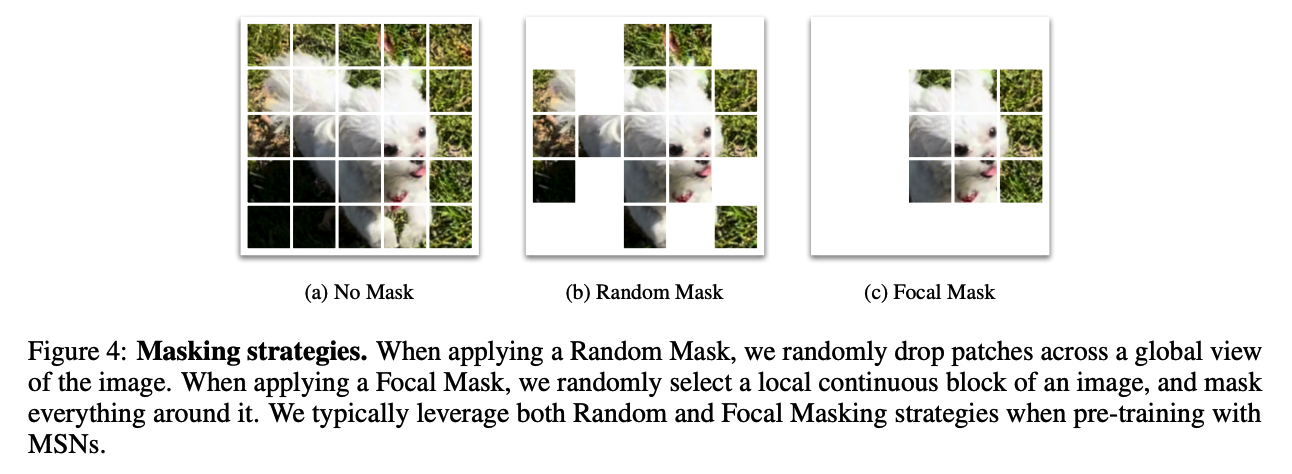 (a) No Mask
(b) Random Mask
(c) Focal Mask
Figure 4: Masking strategies. When applying a Random Mask, we randomly drop patches across a global view
of the image. When applying a Focal Mask, we randomly select a local continuous block of an image, and mask
everything around it. We typically leverage both Random and Focal Masking strategies when pre-training with
MSNs.